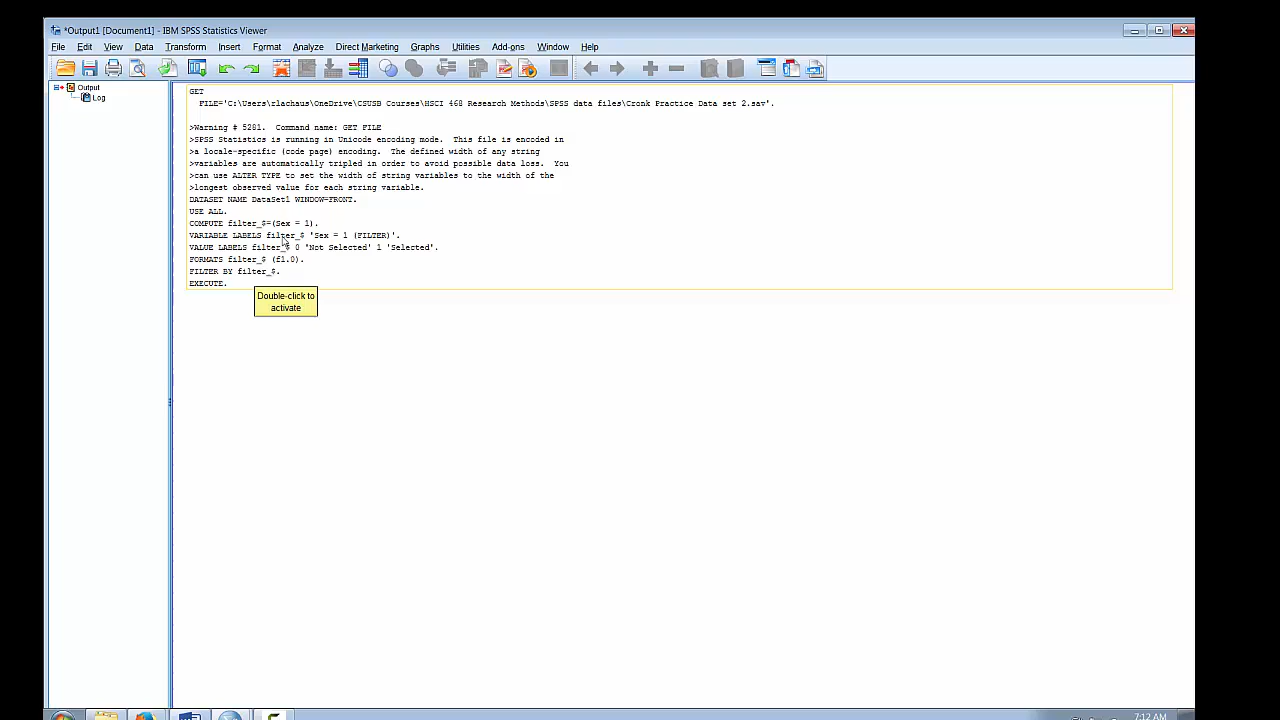 *Output1 [Document1] - IBM SPSS Statistics Viewer
File Edit View Data Transform Insert Format Analyze Direct Marketing Graphs Utilities Add-ons Window Help
Output
Log
GET
FILE='C:\Users\rlachaus\OneDrive\CSUSB Courses\HSCI 468 Research Methods\SPSS data files\Cronk Practice Data set 2.sav'.
>Warning # 5281. Command name: GET FILE
>SPSS Statistics is running in Unicode encoding mode. This file is encoded in
>a locale-specific (code page) encoding. The defined width of any string
>variables are automatically tripled in order to avoid possible data loss. You
>can use ALTER TYPE to set the width of string variables to the width of the
>longest observed value for each string variable.
DATASET NAME DataSet1 WINDOW=FRONT.
USE ALL.
COMPUTE filter_$=(Sex = 1).
VARIABLE LABELS filter_$ 'Sex = 1 (FILTER)'.
VALUE LABELS filter_$ 0 'Not Selected' 1 'Selected'.
FORMATS filter_$ (f1.0).
FILTER BY filter_$.
EXECUTE.
Double-click to
activate
7:12 AM